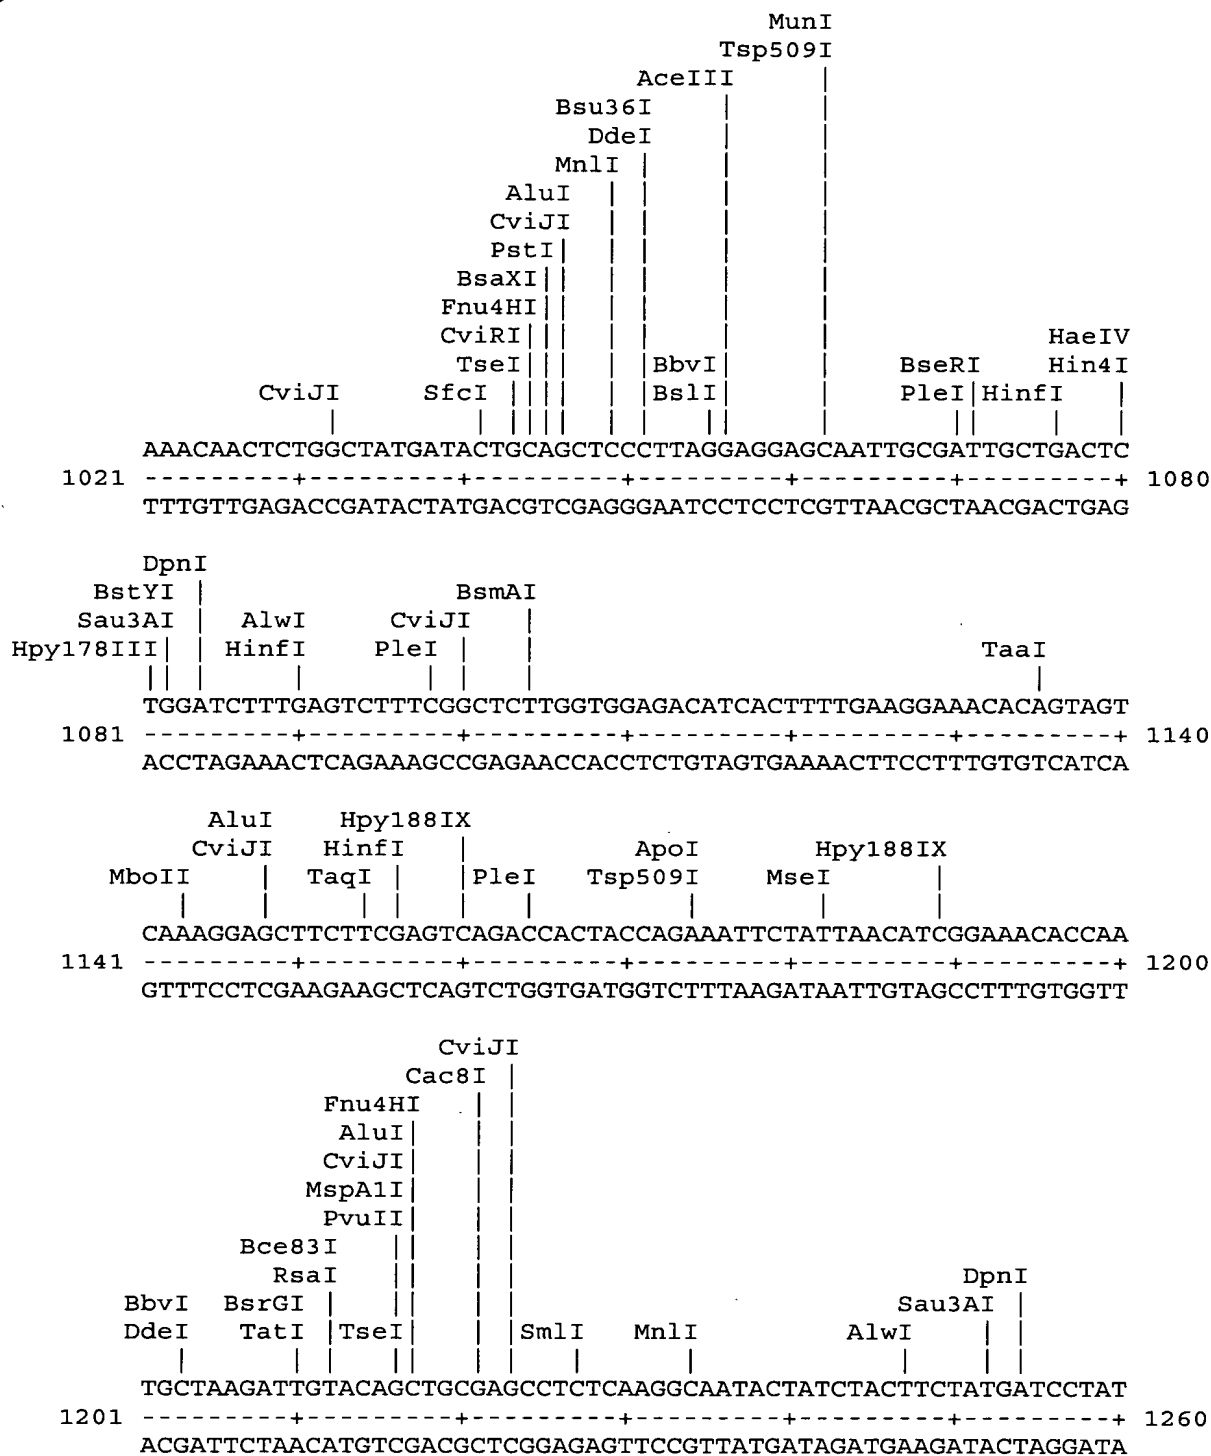 MunI
Tsp509I
AceIII |
Bsu36I | |
DdeI | |
MnlI | | |
AluI | | | |
CviJI | | | |
PstI| | | | |
BsaXI|| | | | |
Fnu4HI|| | | | |
CviRI||| | | | | HaeIV
TseI||| | |BbvI| | BseRI Hin4I
CviJI SfcI ||| | |BslI| | PleI|HinfI |
| | |||| | | || | || | |
AAACAACTCTGGCTATGATACTGCAGCTCCCTTAGGAGGAGCAATTGCGATTGCTGACTC
1021 ---------+---------+---------+---------+---------+---------+ 1080
TTTGTTGAGACCGATACTATGACGTCGAGGGAATCCTCCTCGTTAACGCTAACGACTGAG
DpnI
BstYI | BsmAI
Sau3AI | AlwI CviJI |
Hpy178III| | HinfI PleI | | TaaI
|| | | | | | |
TGGATCTTTGAGTCTTTCGGCTCTTGGTGGAGACATCACTTTTGAAGGAAACACAGTAGT
1081 ---------+---------+---------+---------+---------+---------+ 1140
ACCTAGAAACTCAGAAAGCCGAGAACCACCTCTGTAGTGAAAACTTCCTTTGTGTCATCA
AluI Hpy188IX
CviJI HinfI | ApoI Hpy188IX
MboII | TaqI | |PleI Tsp509I MseI |
| | | | | | | | |
CAAAGGAGCTTCTTCGAGTCAGACCACTACCAGAAATTCTATTAACATCGGAAACACCAA
1141 ---------+---------+---------+---------+---------+---------+ 1200
GTTTCCTCGAAGAAGCTCAGTCTGGTGATGGTCTTTAAGATAATTGTAGCCTTTGTGGTT
CviJI
Cac8I |
Fnu4HI | |
AluI| | |
CviJI| | |
MspA1I| | |
PvuII| | |
Bce83I || | |
RsaI || | | DpnI
BbvI BsrGI | || | | Sau3AI |
DdeI TatI |TseI| | |SmlI MnlI AlwI | |
| | | || | | | | | | |
TGCTAAGATTGTACAGCTGCGAGCCTCTCAAGGCAATACTATCTACTTCTATGATCCTAT
1201 ---------+---------+---------+---------+---------+---------+ 1260
ACGATTCTAACATGTCGACGCTCGGAGAGTTCCGTTATGATAGATGAAGATACTAGGATA